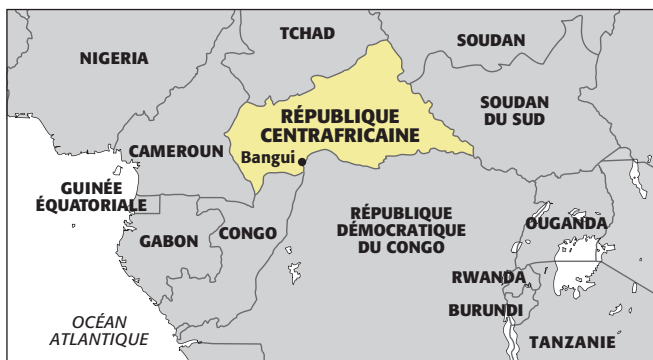 TCHAD
SOUDAN
NIGERIA
RÉPUBLIQUE
CENTRAFRICAINE
SOUDAN
DU SUD
CAMEROUN
Bangui
GUINÉE
ÉQUATORIALE
RÉPUBLIQUE
DÉMOCRATIQUE
DU CONGO
OUGANDA
GABON
CONGO
RWANDA
BURUNDI
OCÉAN
ATLANTIQUE
TANZANIE